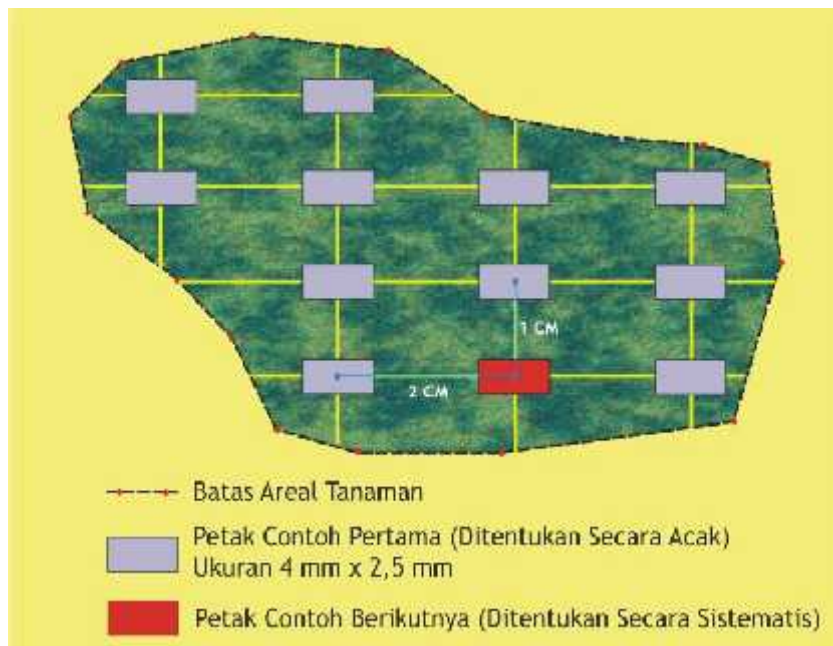 1 CM
2 CM
Batas Areal Tanaman
Petak Contoh Pertama (Ditentukan Secara Acak)
Ukuran 4 mm x 2,5 mm
Petak Contoh Berikutnya (Ditentukan Secara Sistematis)